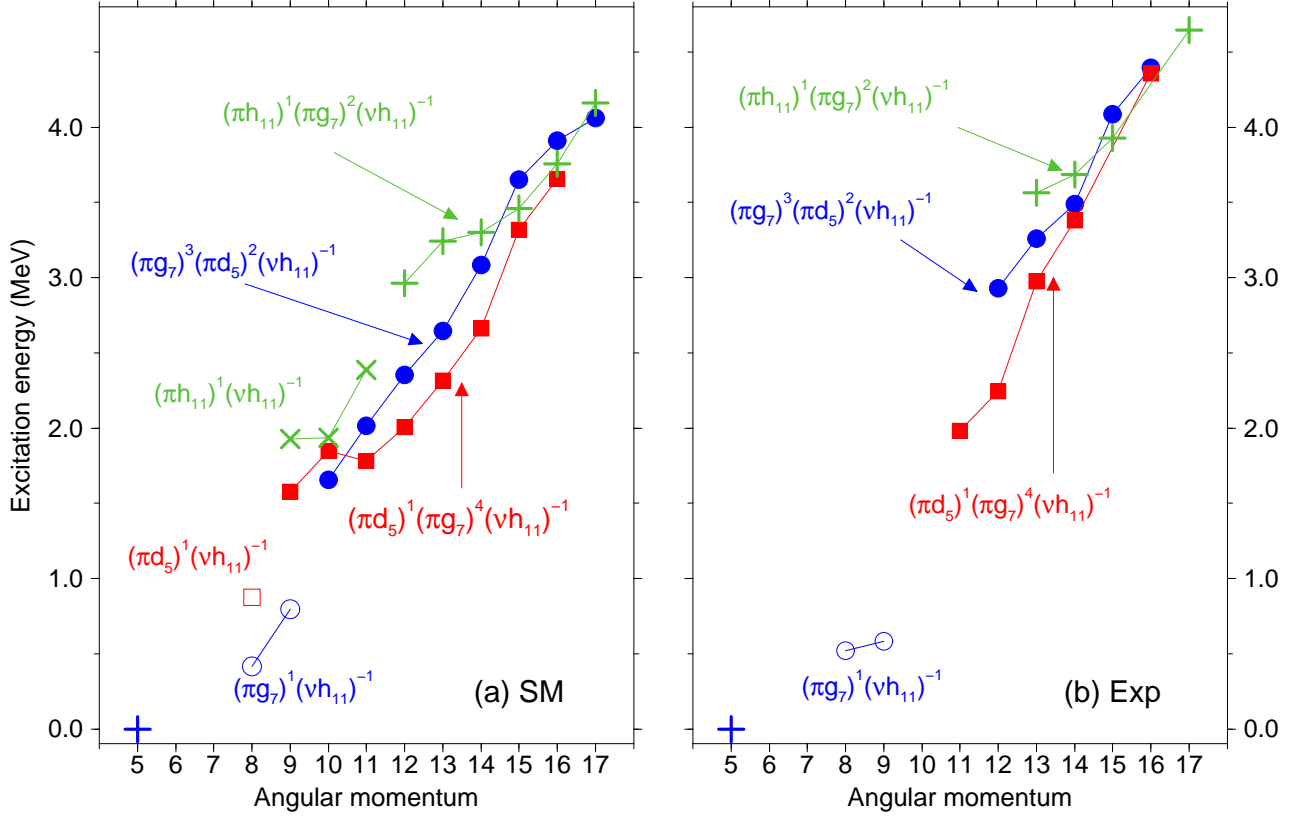 (πh₁₁)¹(πg₇)²(νh₁₁)⁻¹
(πg₇)³(πd₅)²(νh₁₁)⁻¹
(πh₁₁)¹(νh₁₁)⁻¹
(πd₅)¹(πg₇)⁴(νh₁₁)⁻¹
(πd₅)¹(νh₁₁)⁻¹
(πg₇)¹(νh₁₁)⁻¹
(a) SM
4.0
3.0
2.0
1.0
0.0
Excitation energy (MeV)
5 6 7 8 9 10 11 12 13 14 15 16 17
Angular momentum
(πh₁₁)¹(πg₇)²(νh₁₁)⁻¹
(πg₇)³(πd₅)²(νh₁₁)⁻¹
(πd₅)¹(πg₇)⁴(νh₁₁)⁻¹
(πg₇)¹(νh₁₁)⁻¹
(b) Exp
4.0
3.0
2.0
1.0
0.0
5 6 7 8 9 10 11 12 13 14 15 16 17
Angular momentum